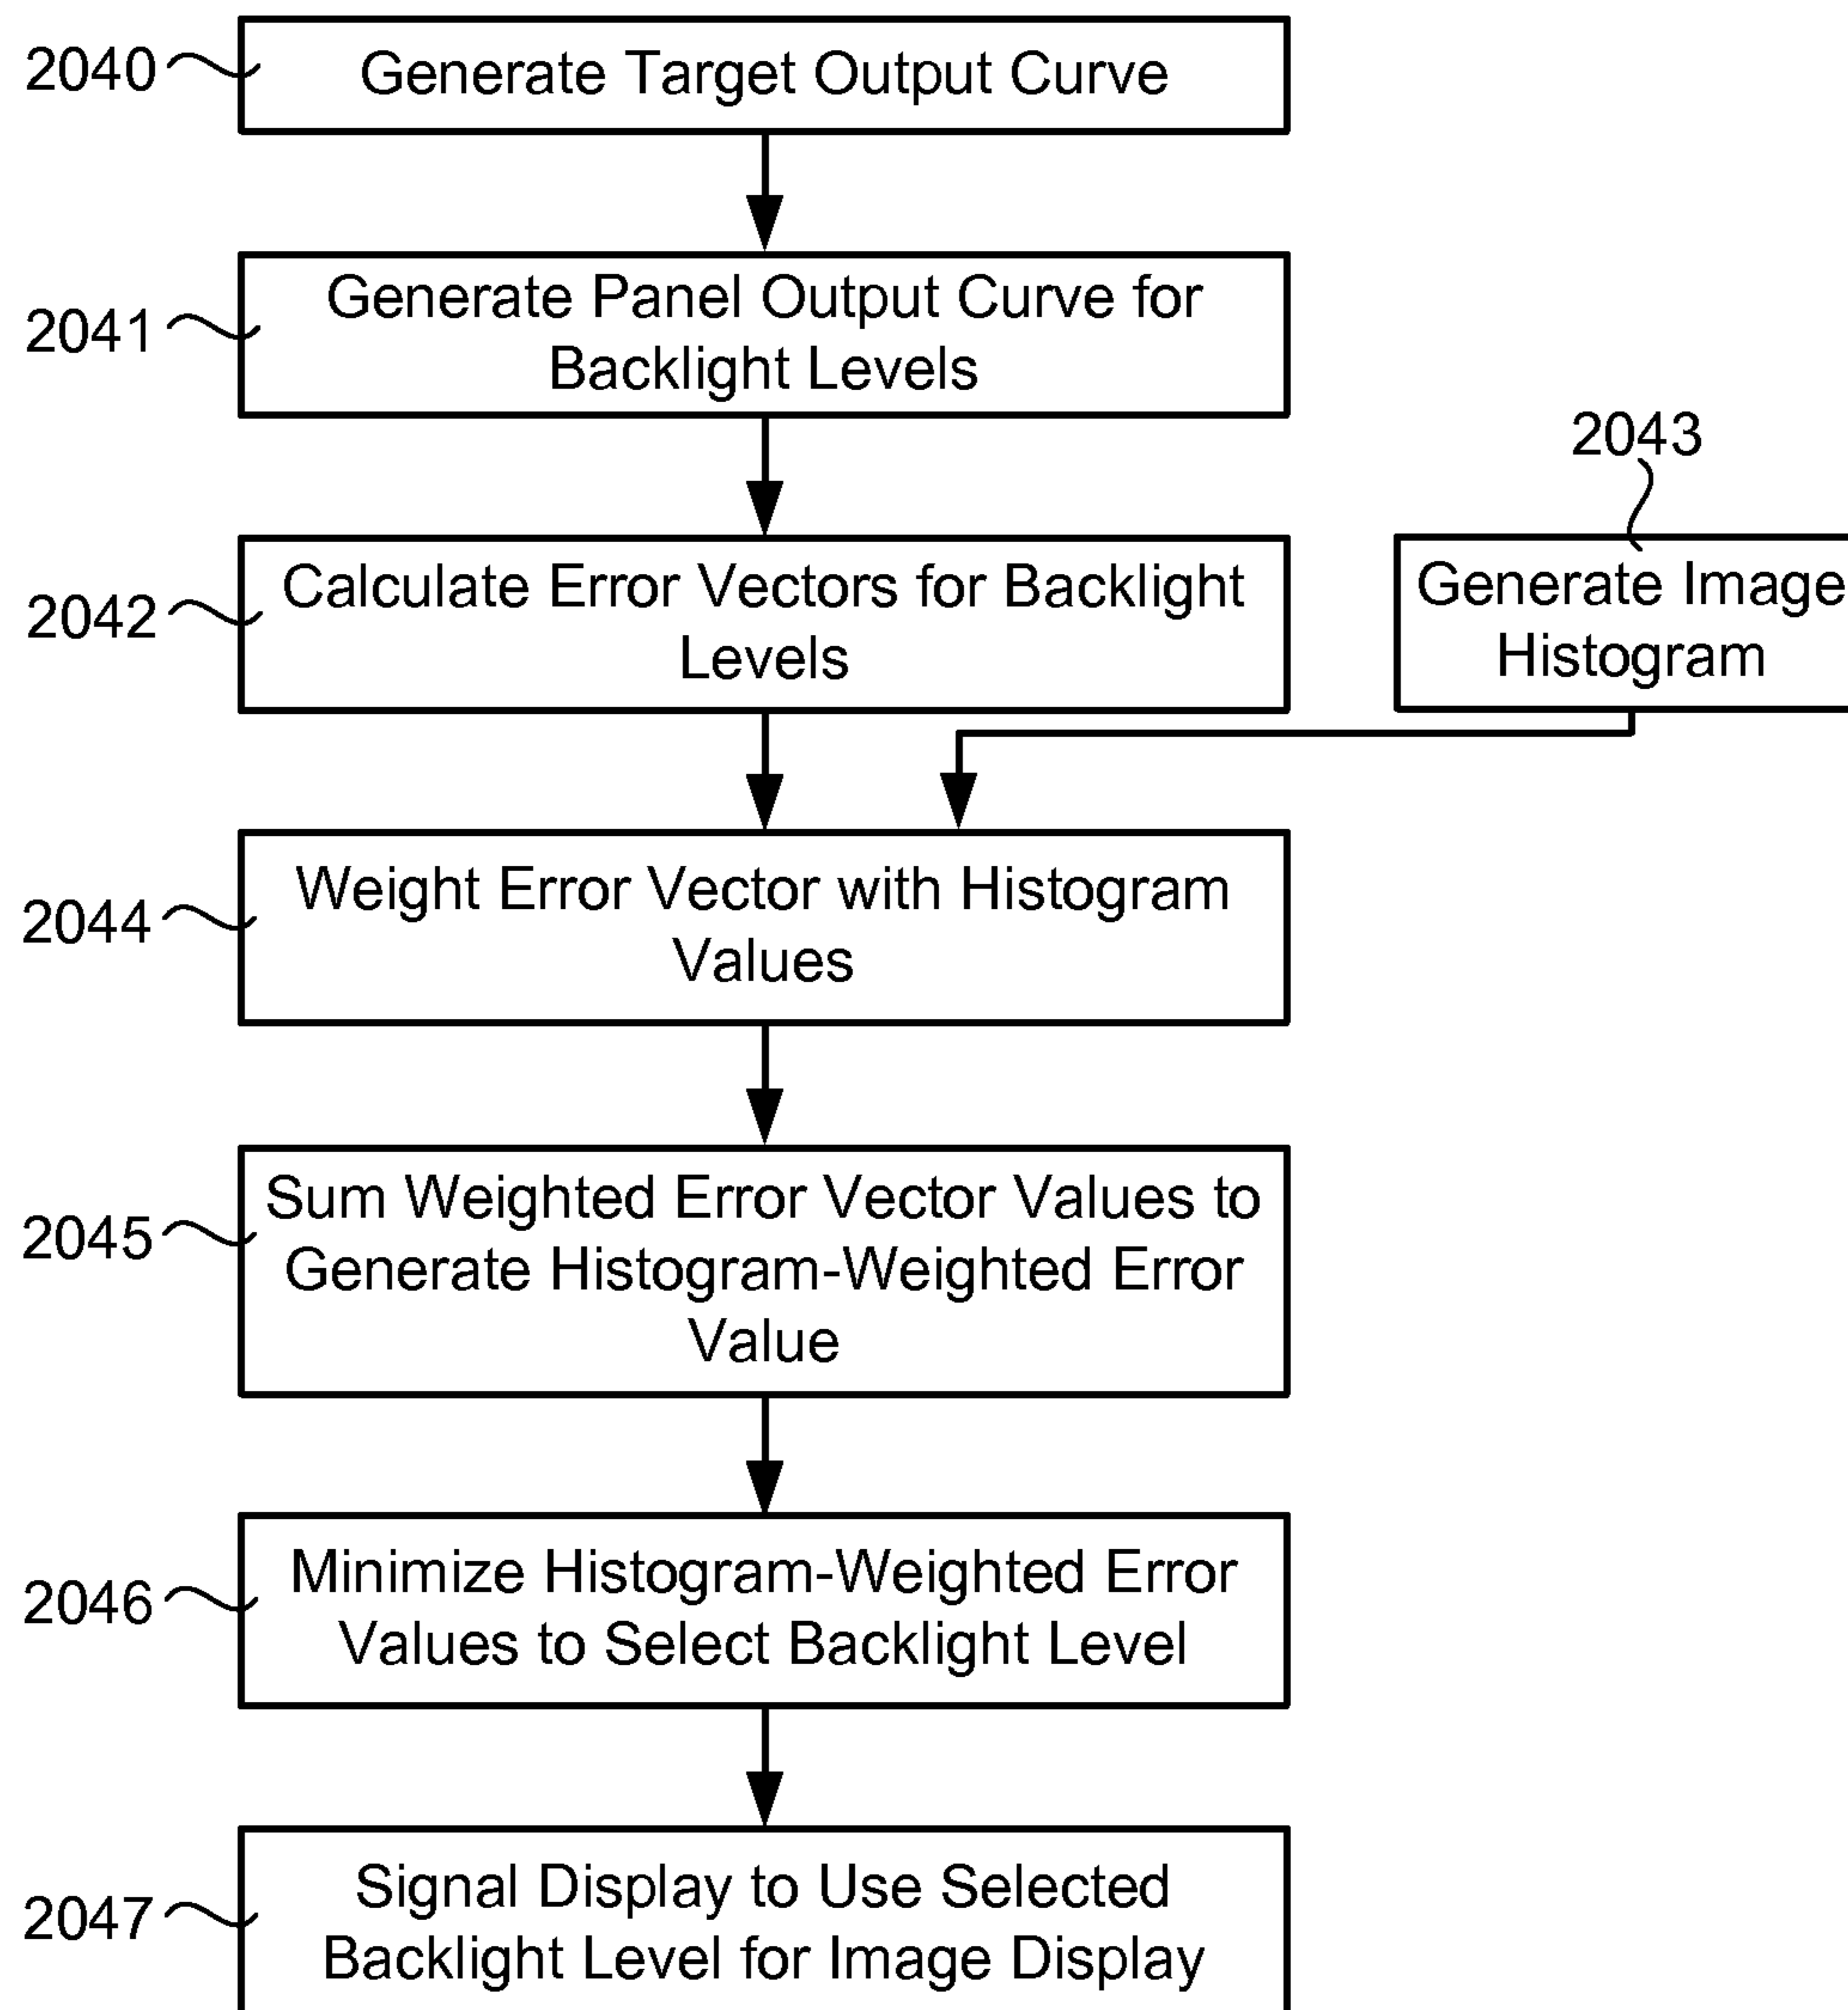 2040
Generate Target Output Curve
2041
Generate Panel Output Curve for
Backlight Levels
2042
Calculate Error Vectors for Backlight
Levels
2043
Generate Image
Histogram
2044
Weight Error Vector with Histogram
Values
2045
Sum Weighted Error Vector Values to
Generate Histogram-Weighted Error
Value
2046
Minimize Histogram-Weighted Error
Values to Select Backlight Level
2047
Signal Display to Use Selected
Backlight Level for Image Display